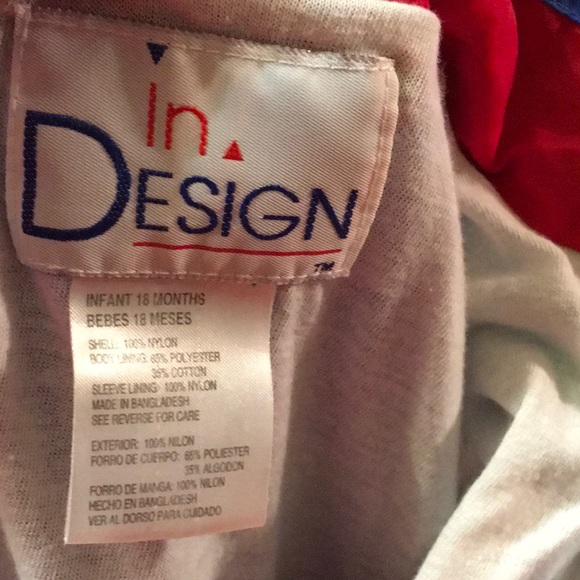 in
DESIGN
TM
INFANT 18 MONTHS
BEBES 18 MESES
SHELL: 100% NYLON
BODY LINING: 65% POLYESTER
35% COTTON
SLEEVE LINING: 100% NYLON
MADE IN BANGLADESH
SEE REVERSE FOR CARE
EXTERIOR: 100% NILON
FORRO DE CUERPO: 65% POLIESTER
35% ALGODON
FORRO DE MANGA: 100% NILON
HECHO EN BANGLADESH
VER AL DORSO PARA CUIDADO